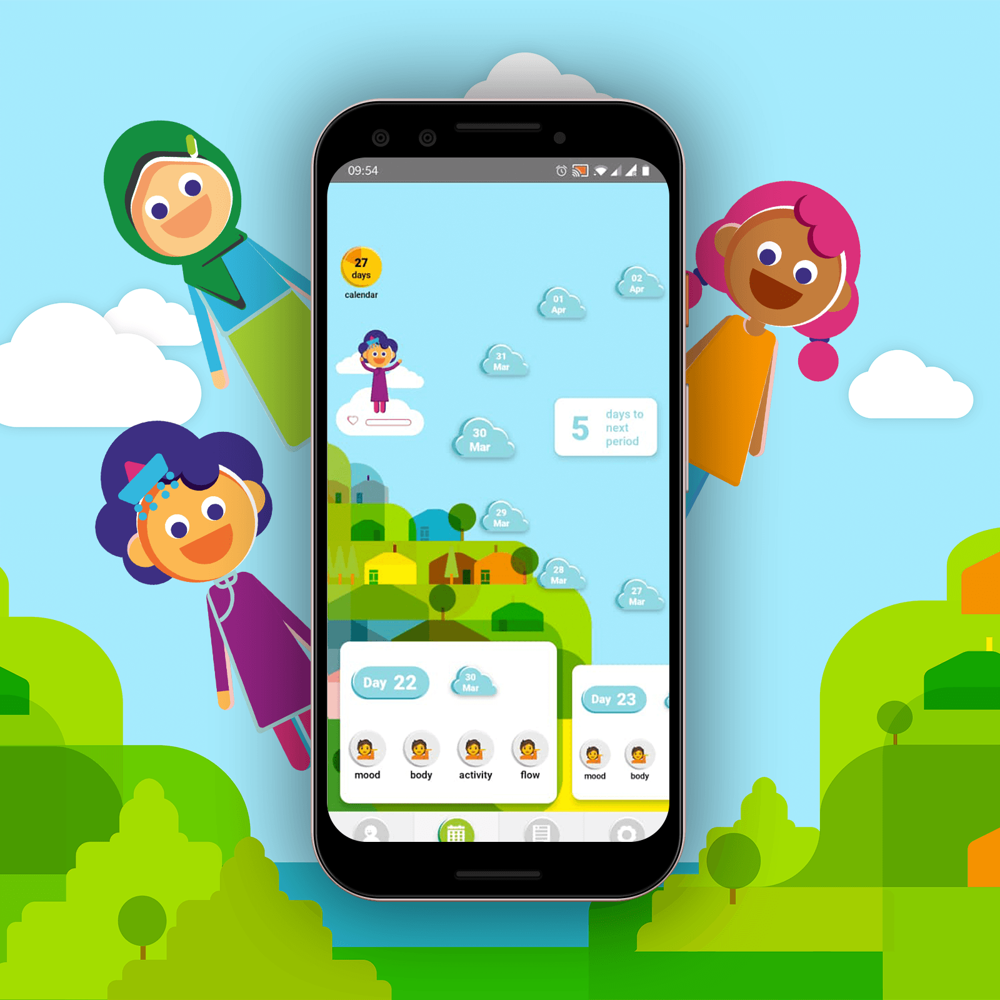 09:54
27
days
calendar
02
Apr
01
Apr
31
Mar
30
Mar
5
days to
next
period
29
Mar
28
Mar
27
Mar
Day 22
30
Mar
mood
body
activity
flow
Day 23
mood
body